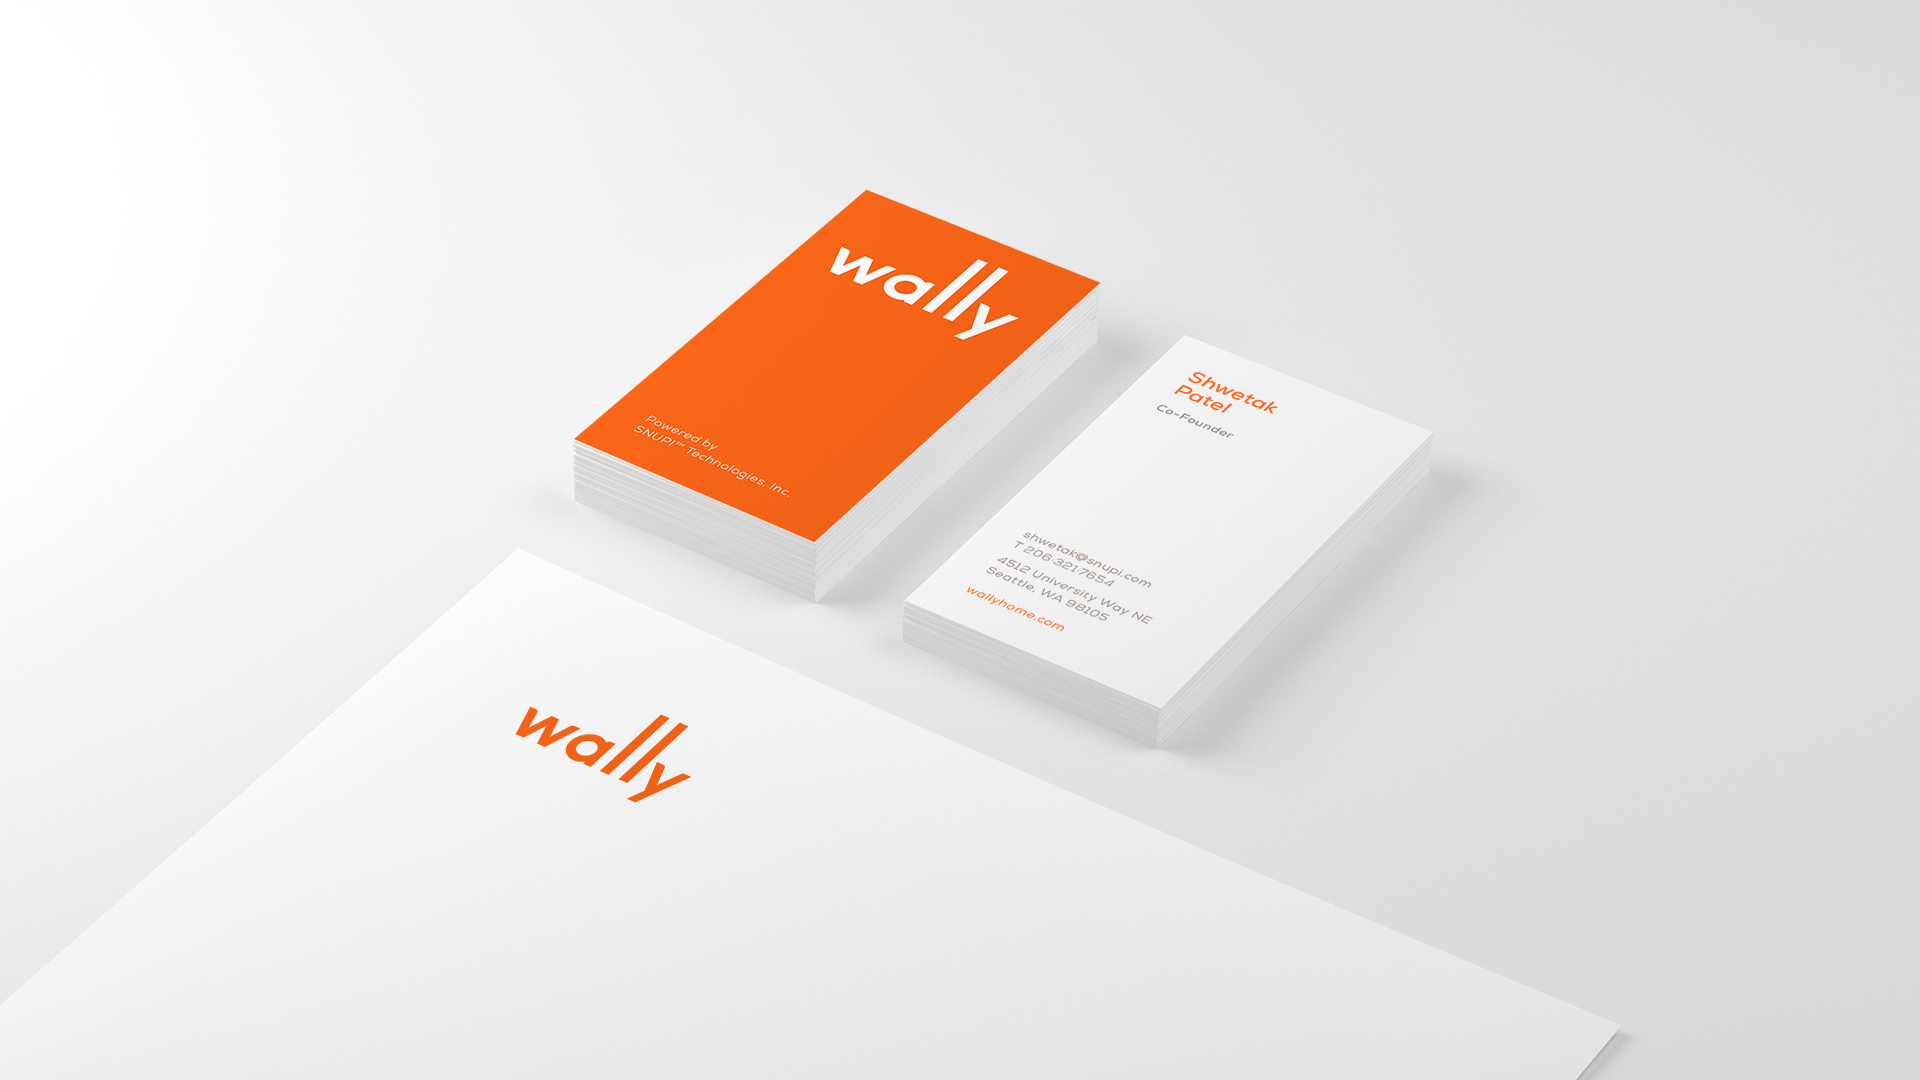 wally
Powered by
SNUPI™ Technologies, Inc.
Shwetak
Patel
Co-Founder
shwetak@snupi.com
T 206·321·7654
4512 University Way NE
Seattle, WA 98105
wallyhome.com
wally